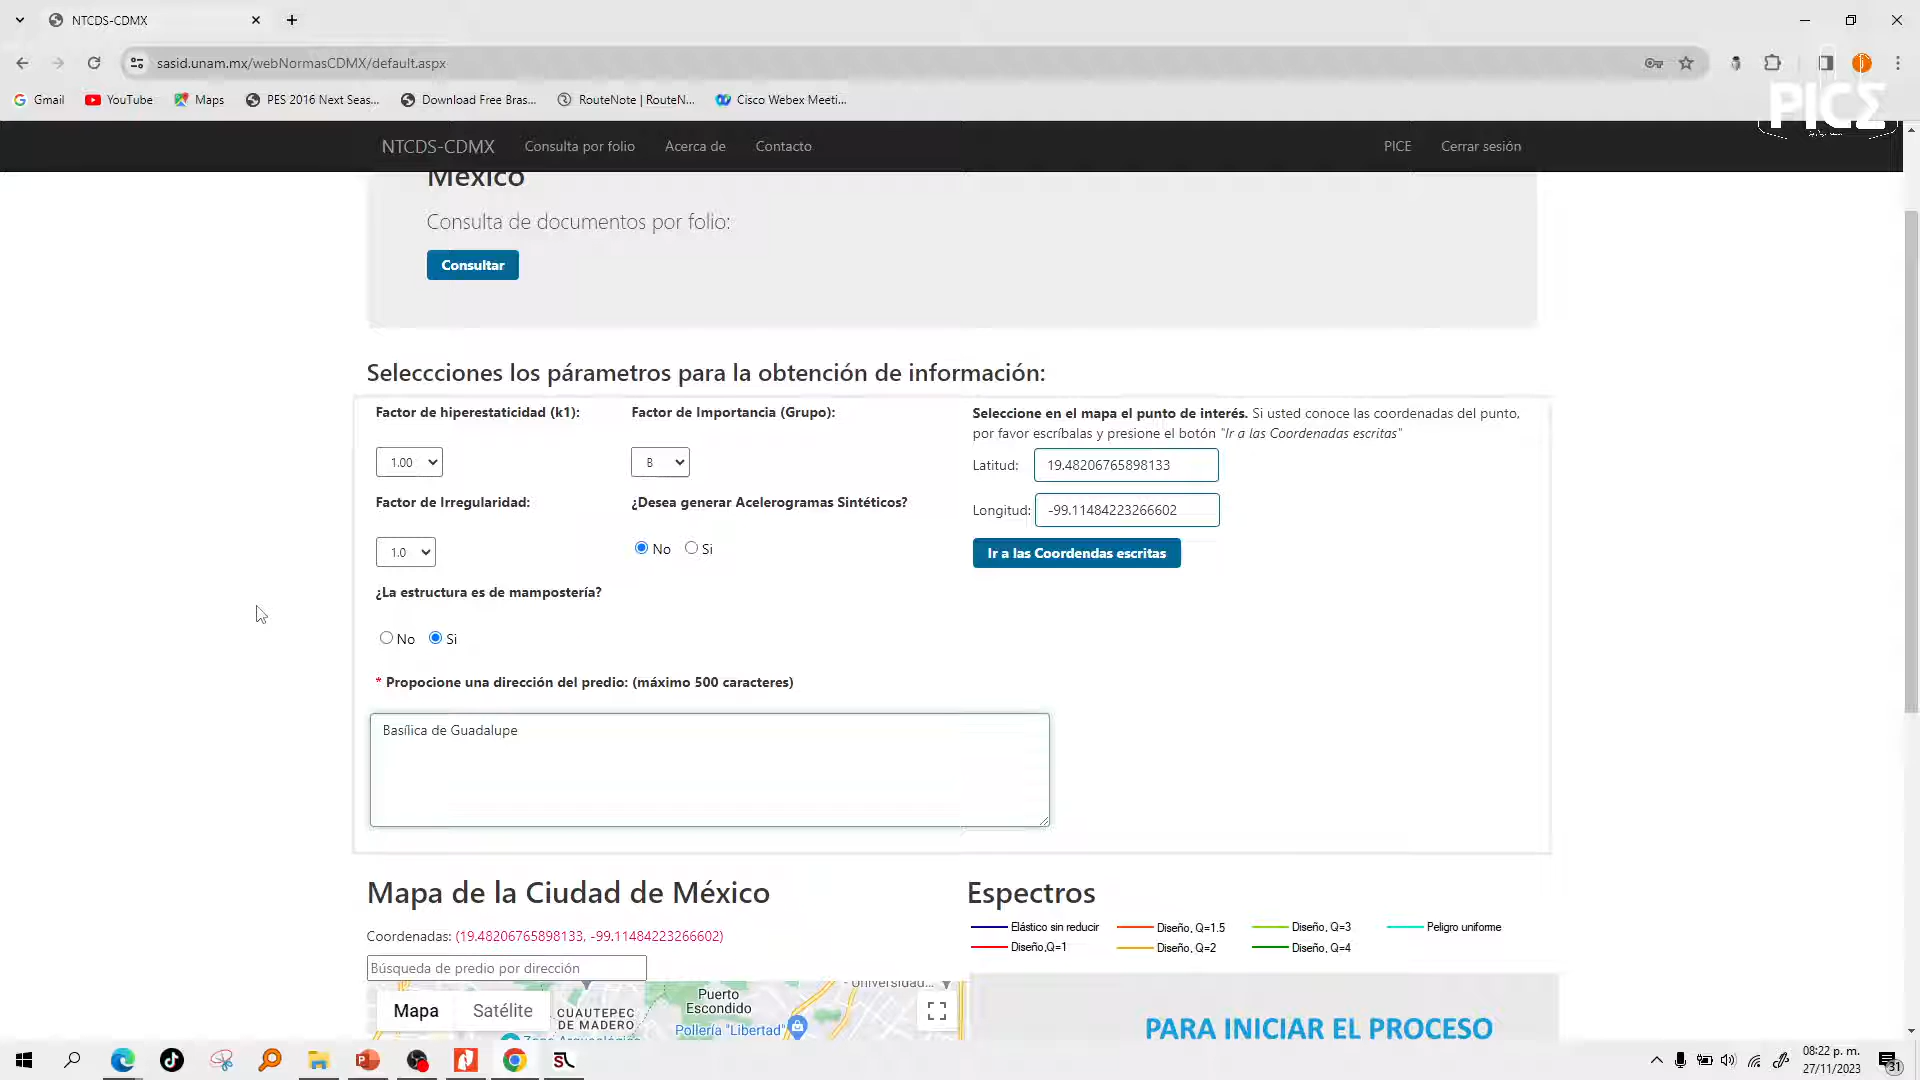 NTCDS-CDMX
sasid.unam.mx/webNormasCDMX/default.aspx
Gmail
YouTube
Maps
PES 2016 Next Seas...
Download Free Bras...
RouteNote | RouteN...
Cisco Webex Meeti...
PICΣ
NTCDS-CDMX
Consulta por folio
Acerca de
Contacto
PICE
Cerrar sesión
México
Consulta de documentos por folio:
Consultar
Seleccciones los párametros para la obtención de información:
Factor de hiperestaticidad (k1):
Factor de Importancia (Grupo):
1.00
B
Factor de Irregularidad:
¿Desea generar Acelerogramas Sintéticos?
1.0
No Si
¿La estructura es de mampostería?
No Si
* Propocione una dirección del predio: (máximo 500 caracteres)
Basílica de Guadalupe
Seleccione en el mapa el punto de interés. Si usted conoce las coordenadas del punto,
por favor escríbalas y presione el botón "Ir a las Coordenadas escritas"
Latitud: 19.48206765898133
Longitud: -99.11484223266602
Ir a las Coordendas escritas
Mapa de la Ciudad de México
Coordenadas: (19.48206765898133, -99.11484223266602)
Búsqueda de predio por dirección
Mapa
Satélite
CUAUTEPEC
DE MADERO
Puerto
Escondido
Pollería "Libertad"
Universidad...
Espectros
Elástico sin reducir
Diseño, Q=1.5
Diseño, Q=3
Peligro uniforme
Diseño,Q=1
Diseño, Q=2
Diseño, Q=4
PARA INICIAR EL PROCESO
08:22 p. m.
27/11/2023
31